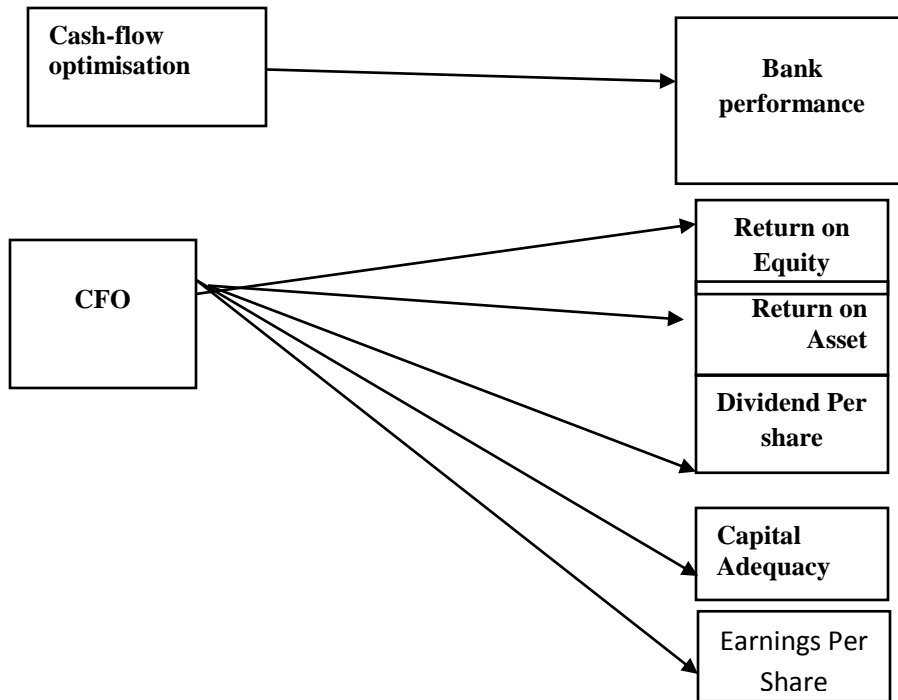 Cash-flow
optimisation
Bank
performance
Return on
Equity
CFO
Return on
Asset
Dividend Per
share
Capital
Adequacy
Earnings Per
Share